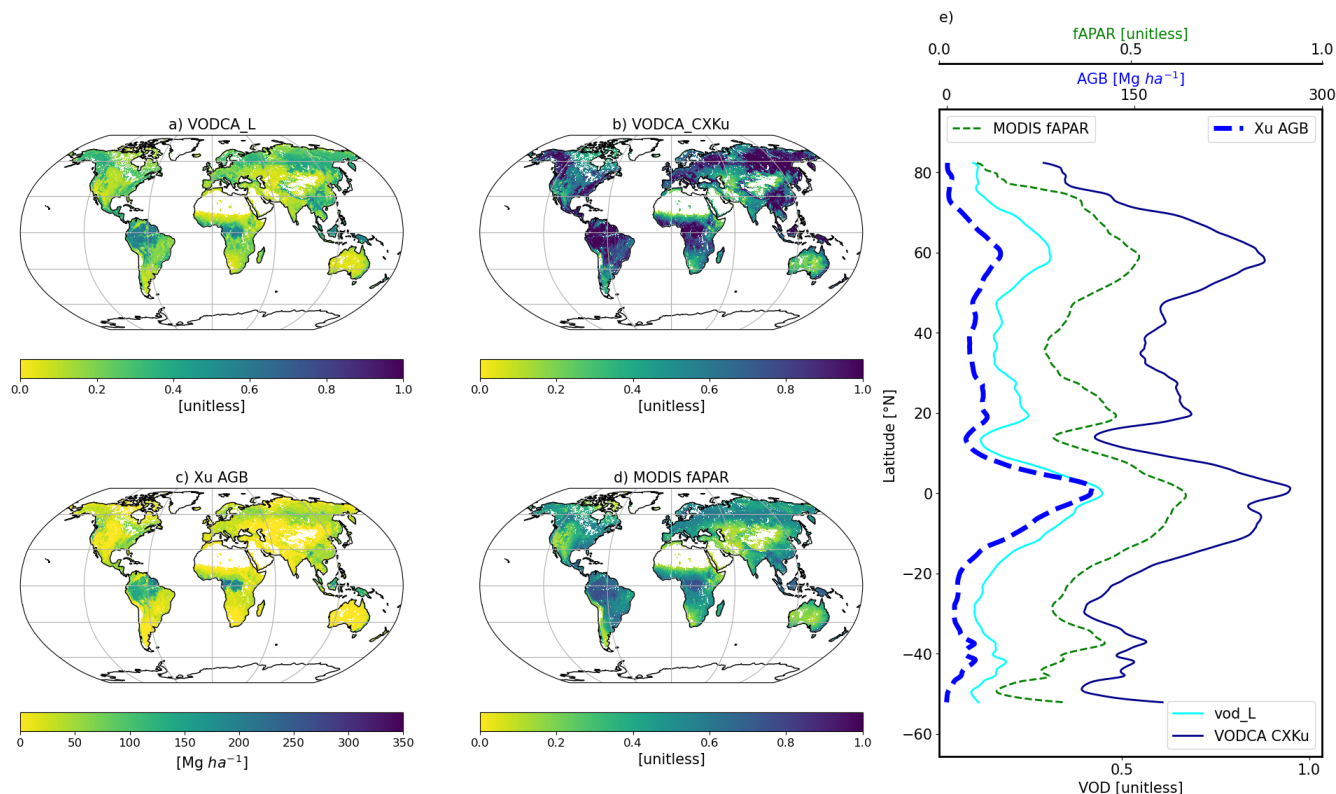 e)
fAPAR [unitless]
0.0 0.5 1.0
AGB [Mg ha⁻¹]
0 150 300
MODIS fAPAR
Xu AGB
a) VODCA_L
0.0 0.2 0.4 0.6 0.8 1.0
[unitless]
b) VODCA_CXKu
0.0 0.2 0.4 0.6 0.8 1.0
[unitless]
c) Xu AGB
0 50 100 150 200 250 300 350
[Mg ha⁻¹]
d) MODIS fAPAR
0.0 0.2 0.4 0.6 0.8 1.0
[unitless]
Latitude [°N]
80
60
40
20
0
−20
−40
−60
vod_L
VODCA CXKu
0.5 1.0
VOD [unitless]